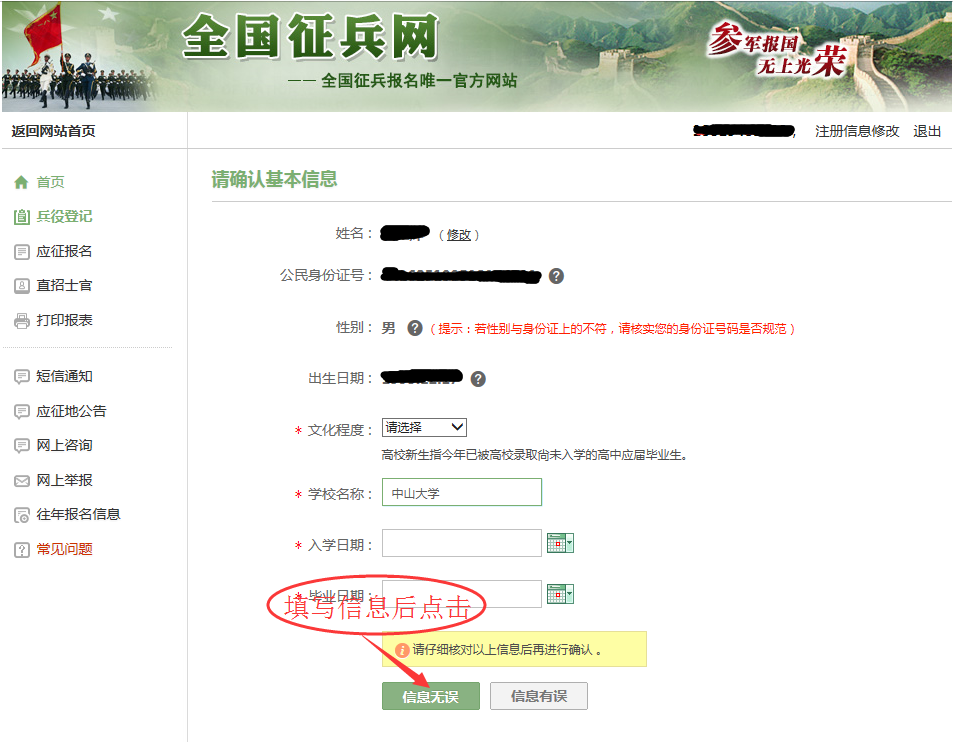 全国征兵网
—— 全国征兵报名唯一官方网站
参军报国
无上光荣
返回网站首页
注册信息修改 退出
首页
兵役登记
应征报名
直招士官
打印报表
短信通知
应征地公告
网上咨询
网上举报
往年报名信息
常见问题
请确认基本信息
姓名： （修改）
公民身份证号： ?
性别： 男 ?（提示：若性别与身份证上的不符，请核实您的身份证号码是否规范）
出生日期： ?
* 文化程度： 请选择
高校新生指今年已被高校录取尚未入学的高中应届毕业生。
* 学校名称： 中山大学
* 入学日期：
* 毕业日期：
填写信息后点击
请仔细核对以上信息后再进行确认 。
信息无误 信息有误